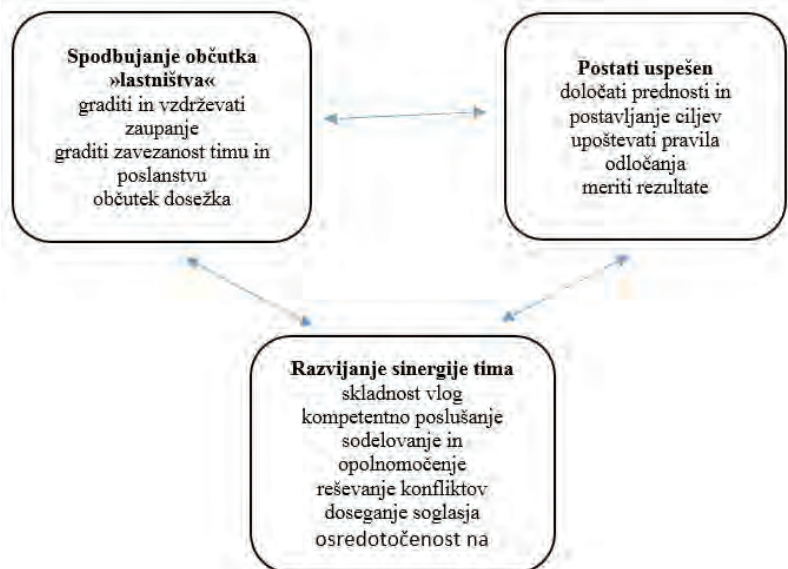 Spodbujanje občutka
»lastništva«
graditi in vzdrževati
zaupanje
graditi zavezanost timu in
poslanstvu
občutek dosežka
Postati uspešen
določati prednosti in
postavljanje ciljev
upoštevati pravila
odločanja
meriti rezultate
Razvijanje sinergije tima
skladnost vlog
kompetentno poslušanje
sodelovanje in
opolnomočenje
reševanje konfliktov
doseganje soglasja
osredotočenost na